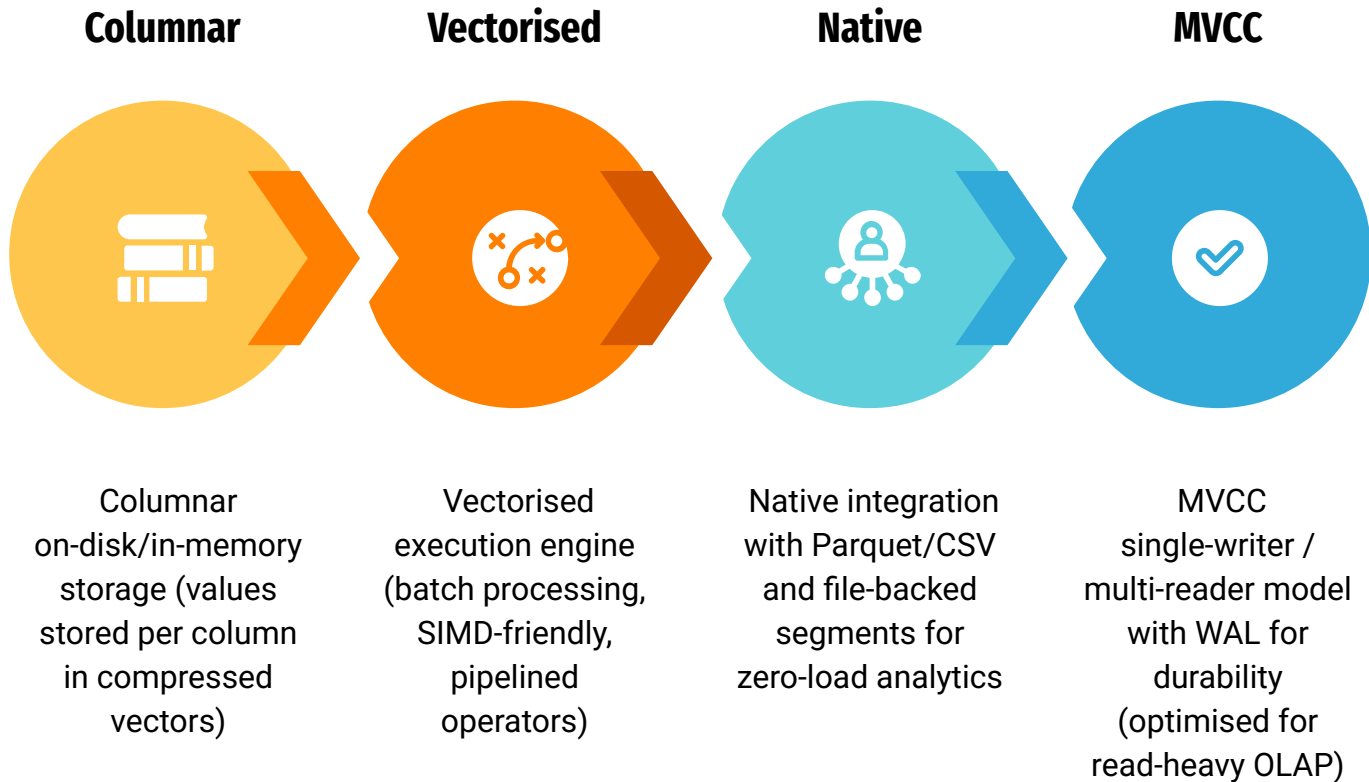 Columnar
Vectorised
Native
MVCC
Columnar
on-disk/in-memory
storage (values
stored per column
in compressed
vectors)
Vectorised
execution engine
(batch processing,
SIMD-friendly,
pipelined
operators)
Native integration
with Parquet/CSV
and file-backed
segments for
zero-load analytics
MVCC
single-writer /
multi-reader model
with WAL for
durability
(optimised for
read-heavy OLAP)